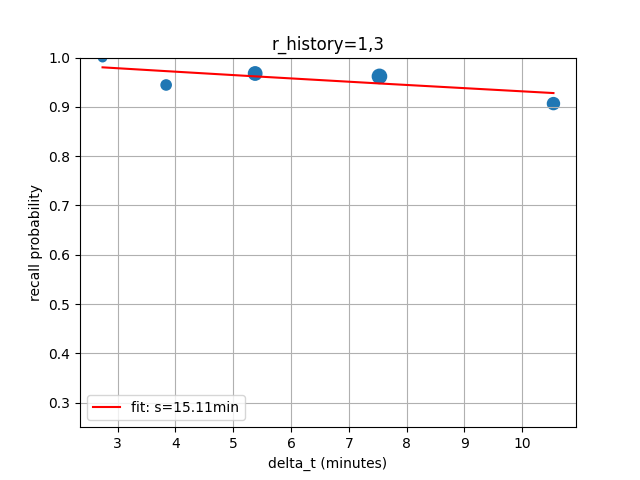 r_history=1,3
recall probability
1.0
0.9
0.8
0.7
0.6
0.5
0.4
0.3
fit: s=15.11min
3 4 5 6 7 8 9 10
delta_t (minutes)